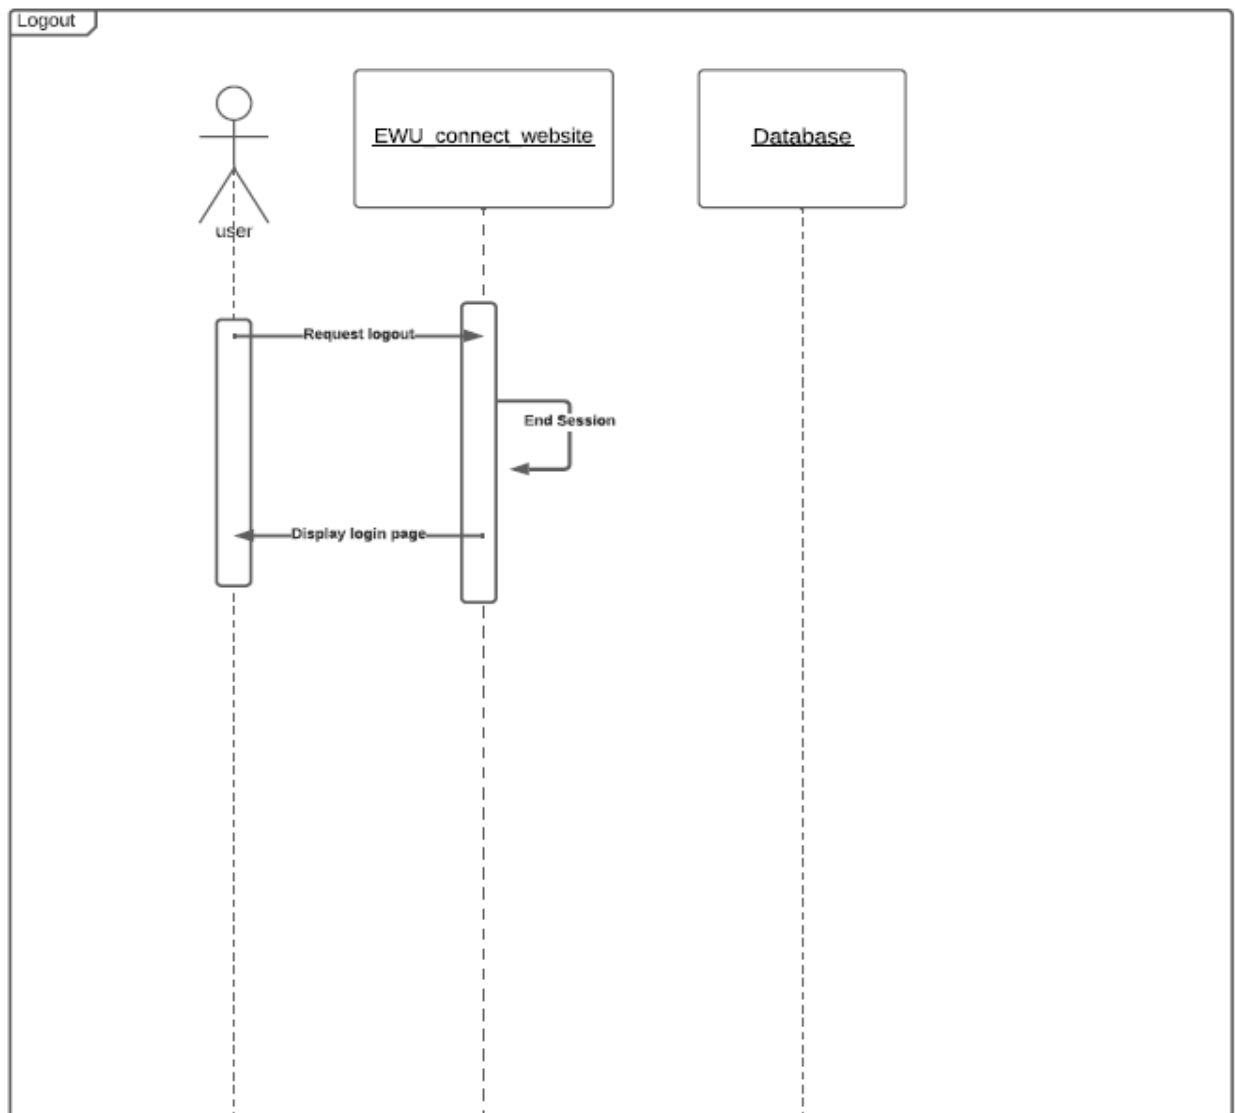 Logout
EWU_connect_website
Database
user
Request logout
End Session
Display login page